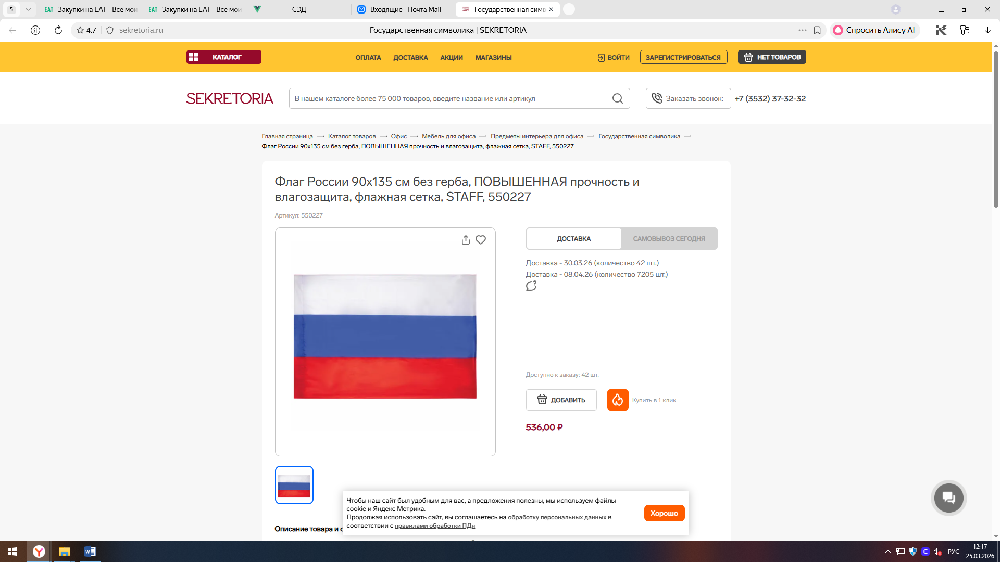 5
EAT Закупки на ЕАТ - Все мои
EAT Закупки на ЕАТ - Все мои
СЭД
Входящие - Почта Mail
Государственная симв
4,7
sekretoria.ru
Государственная символика | SEKRETORIA
Спросить Алису AI
КАТАЛОГ
ОПЛАТА
ДОСТАВКА
АКЦИИ
МАГАЗИНЫ
ВОЙТИ
ЗАРЕГИСТРИРОВАТЬСЯ
НЕТ ТОВАРОВ
SEKRETORIA
В нашем каталоге более 75 000 товаров, введите название или артикул
Заказать звонок:
+7 (3532) 37-32-32
Главная страница → Каталог товаров → Офис → Мебель для офиса → Предметы интерьера для офиса → Государственная символика →
Флаг России 90х135 см без герба, ПОВЫШЕННАЯ прочность и влагозащита, флажная сетка, STAFF, 550227
Флаг России 90х135 см без герба, ПОВЫШЕННАЯ прочность и
влагозащита, флажная сетка, STAFF, 550227
Артикул: 550227
ДОСТАВКА
САМОВЫВОЗ СЕГОДНЯ
Доставка - 30.03.26 (количество 42 шт.)
Доставка - 08.04.26 (количество 7205 шт.)
Доступно к заказу: 42 шт.
ДОБАВИТЬ
Купить в 1 клик
536,00 ₽
Чтобы наш сайт был удобным для вас, а предложения полезны, мы используем файлы
cookie и Яндекс Метрика.
Продолжая использовать сайт, вы соглашаетесь на обработку персональных данных в
соответствии с правилами обработки ПДн
Хорошо
Описание товара и
РУС
12:17
25.03.2026